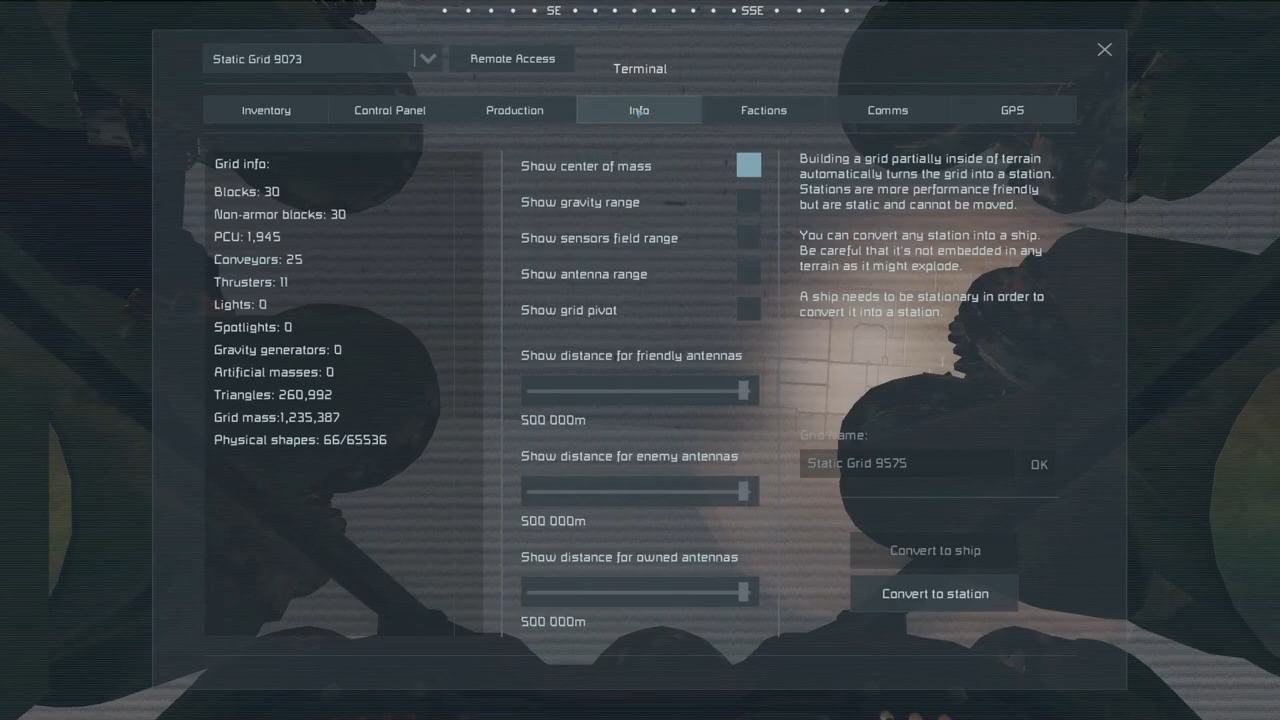 SE SSE
Static Grid 9073
Remote Access
Terminal
Inventory
Control Panel
Production
Info
Factions
Comms
GPS
Grid info:
Blocks: 30
Non-armor blocks: 30
PCU: 1,945
Conveyors: 25
Thrusters: 11
Lights: 0
Spotlights: 0
Gravity generators: 0
Artificial masses: 0
Triangles: 260,992
Grid mass:1,235,387
Physical shapes: 66/65536
Show center of mass
Show gravity range
Show sensors field range
Show antenna range
Show grid pivot
Show distance for friendly antennas
500 000m
Show distance for enemy antennas
500 000m
Show distance for owned antennas
500 000m
Building a grid partially inside of terrain
automatically turns the grid into a station.
Stations are more performance friendly
but are static and cannot be moved.
You can convert any station into a ship.
Be careful that it's not embedded in any
terrain as it might explode.
A ship needs to be stationary in order to
convert it into a station.
Grid Name:
Static Grid 9575
OK
Convert to ship
Convert to station